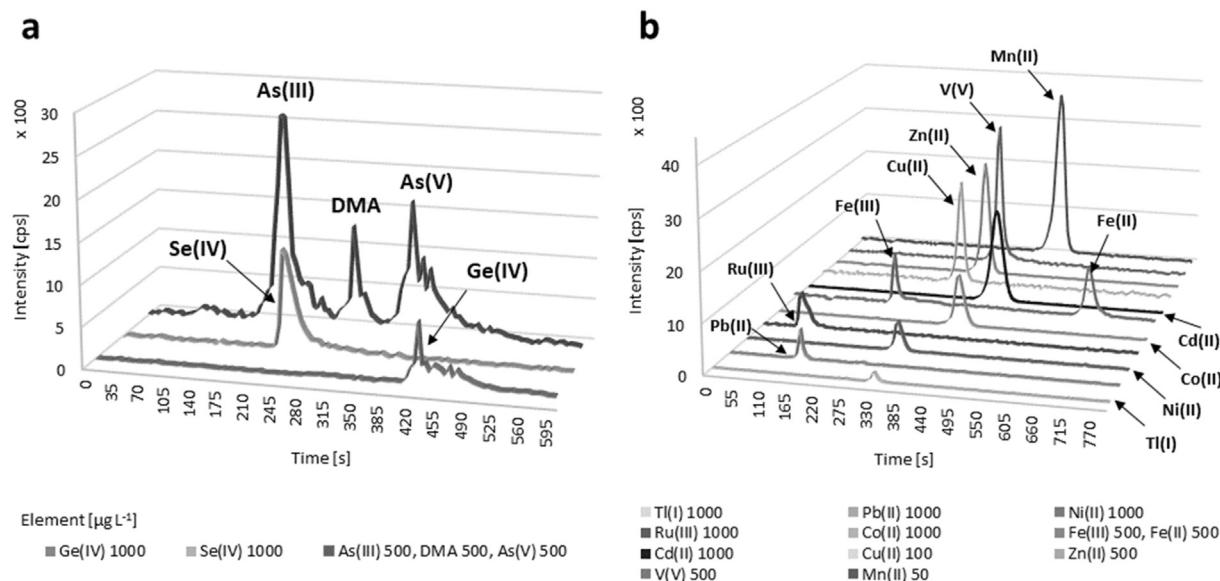 a
x 100
Intensity [cps]
30
25
20
15
10
5
0
As(III)
DMA
As(V)
Se(IV)
Ge(IV)
0 35 70 105 140 175 210 245 280 315 350 385 420 455 490 525 560 595
Time [s]
Element [µg L-1]
Ge(IV) 1000 Se(IV) 1000 As(III) 500, DMA 500, As(V) 500
b
x 100
Intensity [cps]
40
30
20
10
0
Mn(II)
V(V)
Zn(II)
Cu(II)
Fe(III)
Fe(II)
Ru(III)
Pb(II)
Cd(II)
Co(II)
Ni(II)
Tl(I)
0 55 110 165 220 275 330 385 440 495 550 605 660 715 770
Time [s]
Tl(I) 1000 Pb(II) 1000 Ni(II) 1000
Ru(III) 1000 Co(II) 1000 Fe(III) 500, Fe(II) 500
Cd(II) 1000 Cu(II) 100 Zn(II) 500
V(V) 500 Mn(II) 50